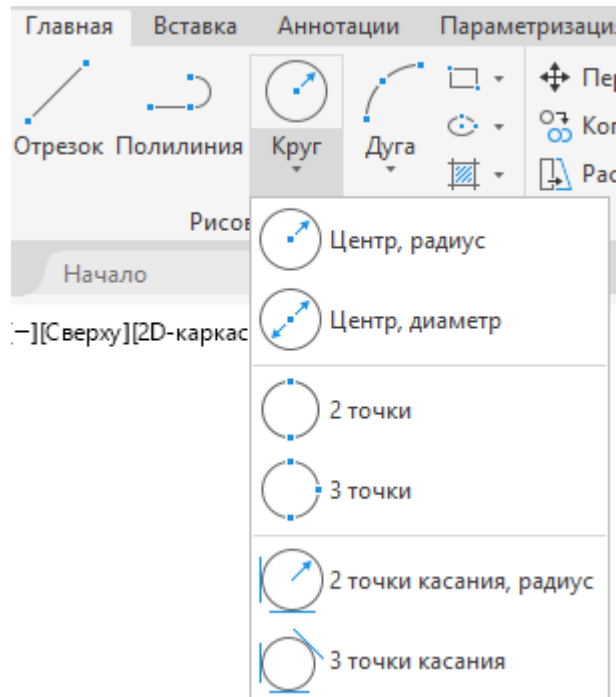 Главная Вставка Аннотации Параметризаци
Отрезок Полилиния Круг Дуга
Начало
[−][Сверху][2D-каркас
Центр, радиус
Центр, диаметр
2 точки
3 точки
2 точки касания, радиус
3 точки касания